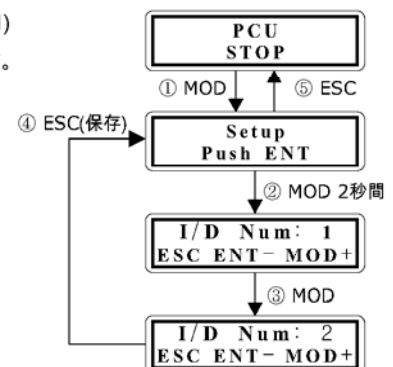 )
。
PCU
STOP
① MOD
⑤ ESC
④ ESC(保存)
Setup
Push ENT
② MOD 2秒間
I/D Num: 1
ESC ENT- MOD+
③ MOD
I/D Num: 2
ESC ENT- MOD+